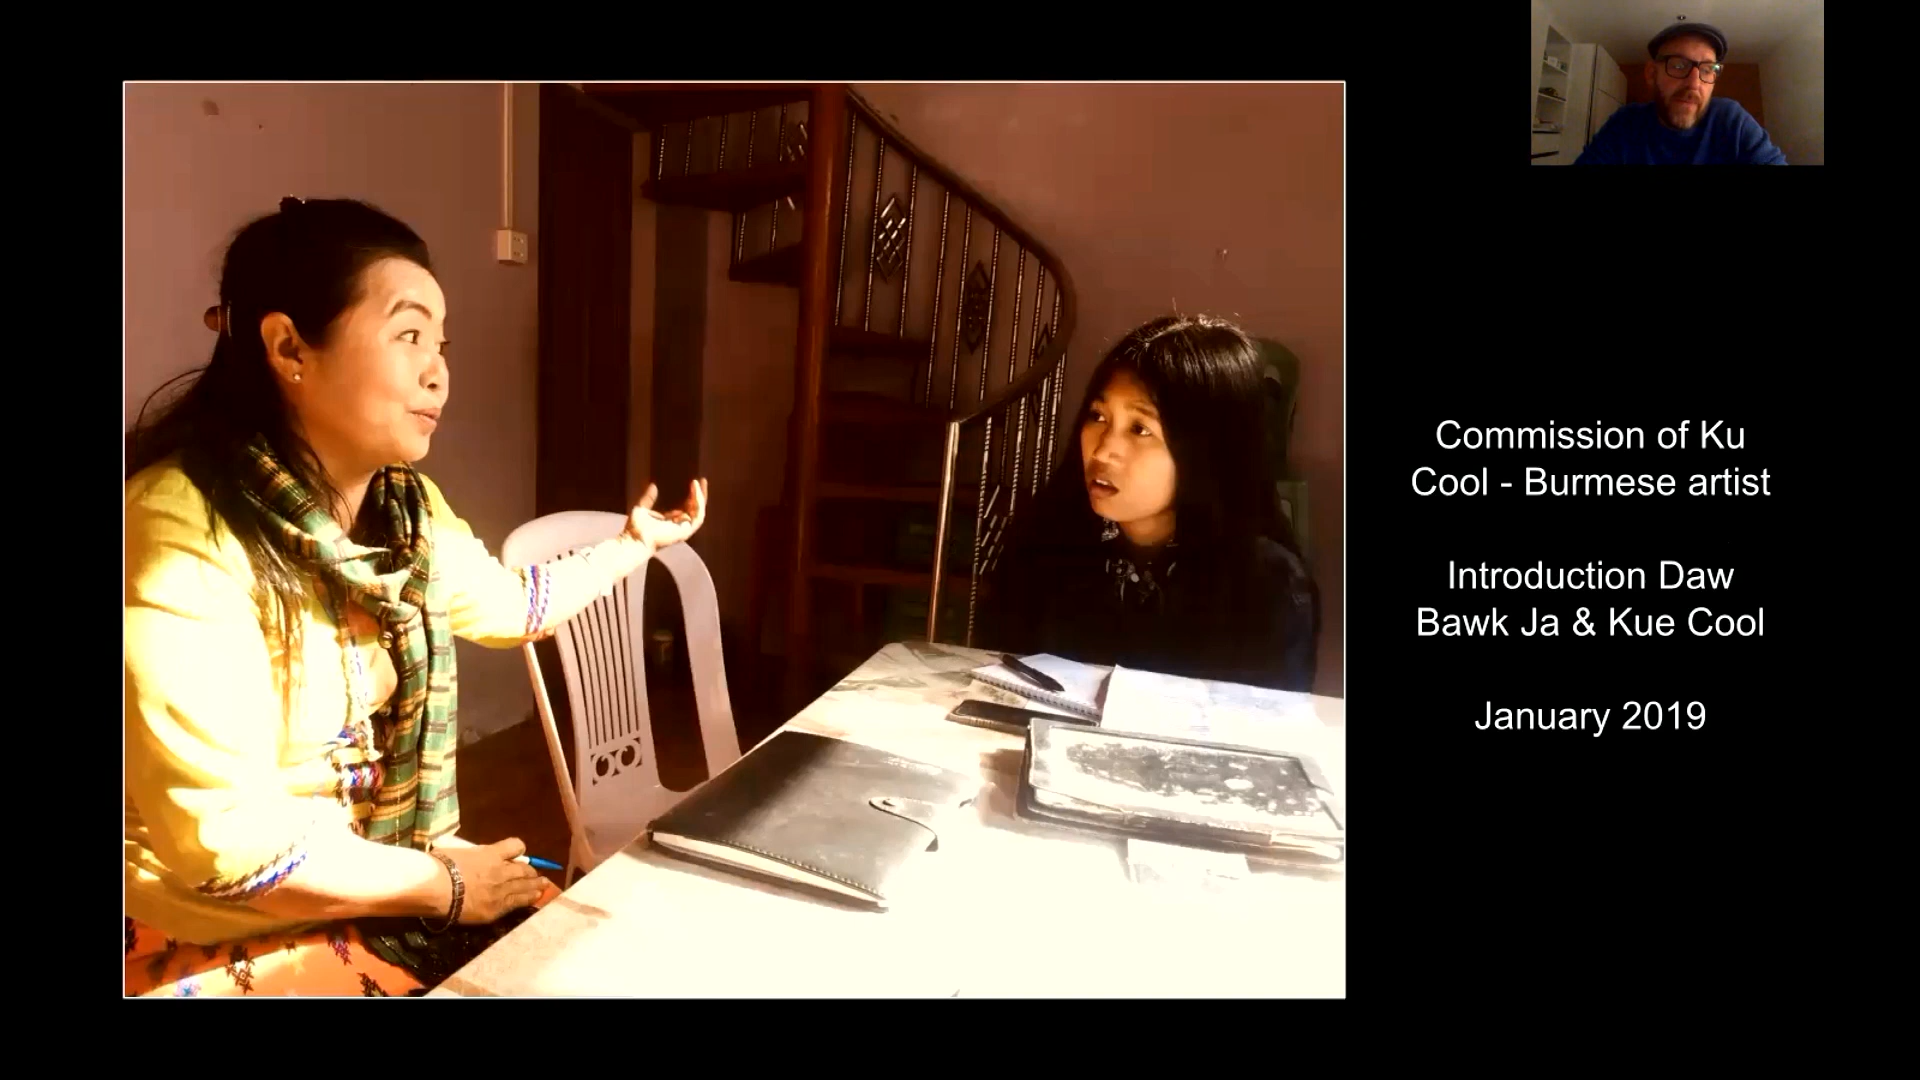 Commission of Ku
Cool - Burmese artist
Introduction Daw
Bawk Ja & Kue Cool
January 2019